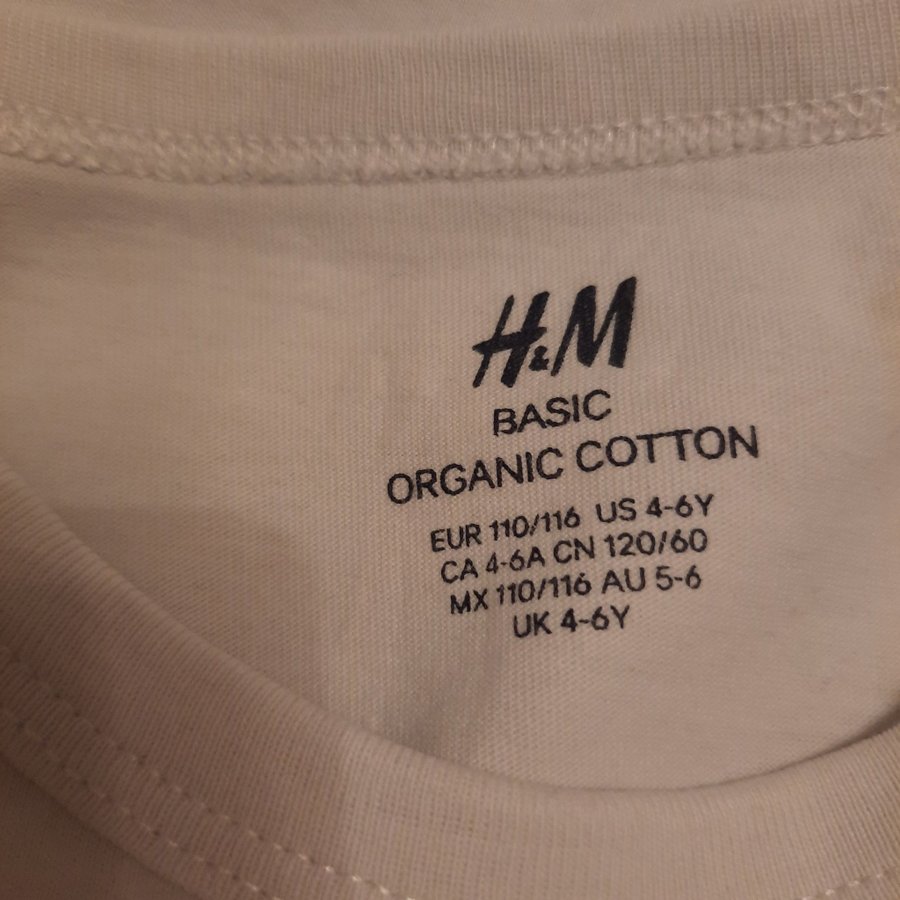 H&M
BASIC
ORGANIC COTTON
EUR 110/116 US 4-6Y
CA 4-6A CN 120/60
MX 110/116 AU 5-6
UK 4-6Y